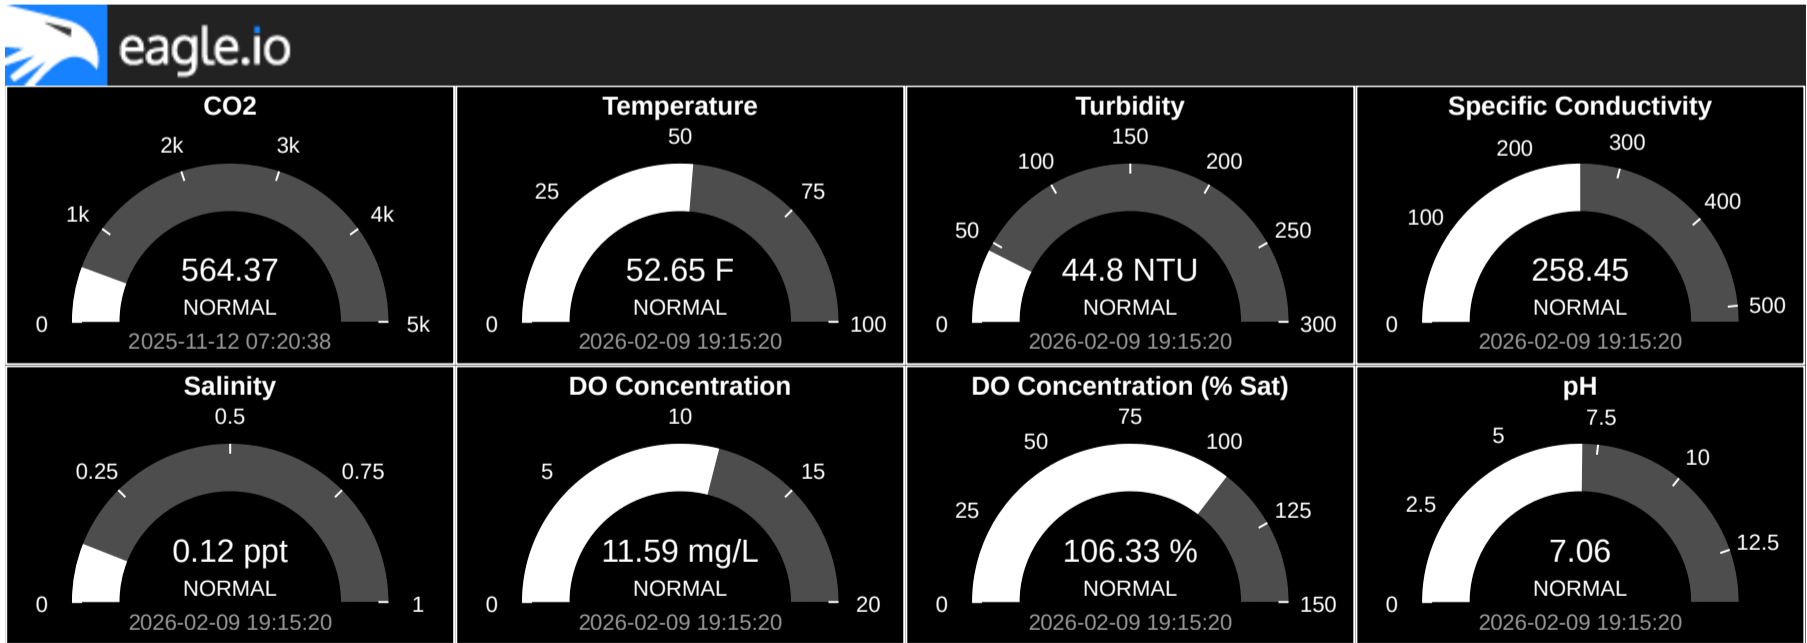 eagle.io
CO2
0
1k
2k
3k
4k
5k
564.37
NORMAL
2025-11-12 07:20:38
Temperature
0
25
50
75
100
52.65 F
NORMAL
2026-02-09 19:15:20
Turbidity
0
50
100
150
200
250
300
44.8 NTU
NORMAL
2026-02-09 19:15:20
Specific Conductivity
0
100
200
300
400
500
258.45
NORMAL
2026-02-09 19:15:20
Salinity
0
0.25
0.5
0.75
1
0.12 ppt
NORMAL
2026-02-09 19:15:20
DO Concentration
0
5
10
15
20
11.59 mg/L
NORMAL
2026-02-09 19:15:20
DO Concentration (% Sat)
0
25
50
75
100
125
150
106.33 %
NORMAL
2026-02-09 19:15:20
pH
0
2.5
5
7.5
10
12.5
7.06
NORMAL
2026-02-09 19:15:20